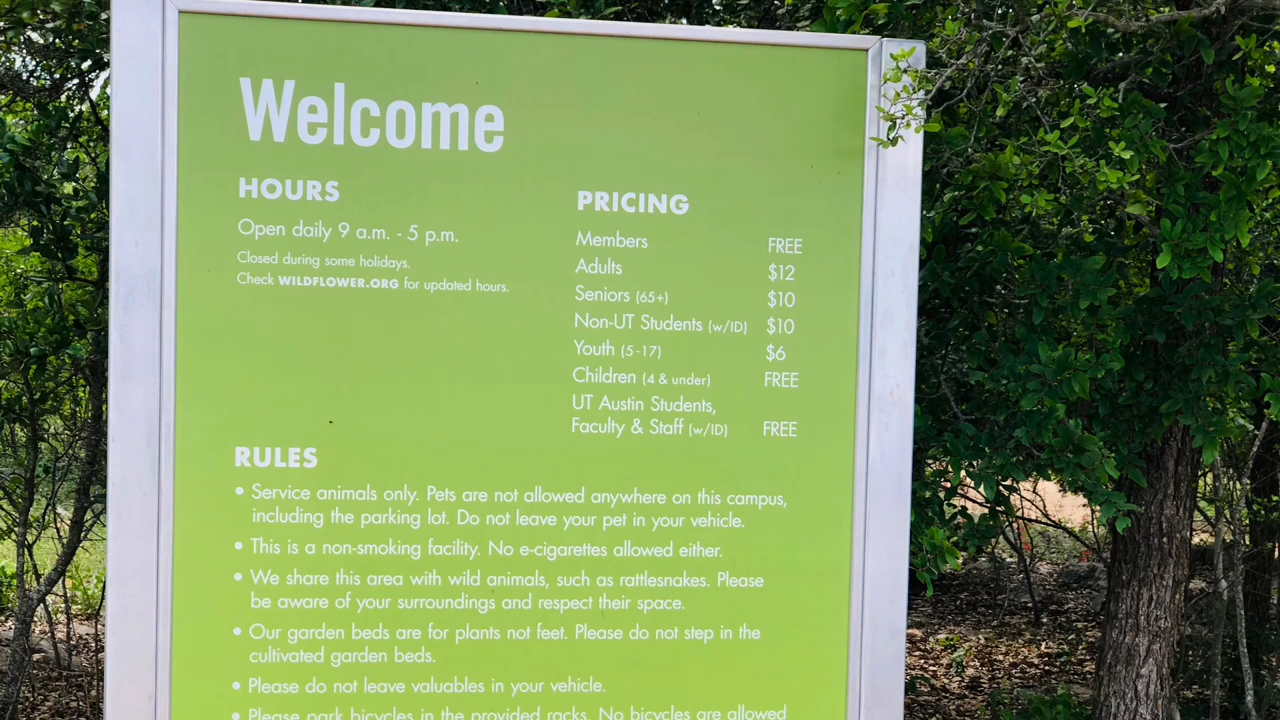 Welcome
HOURS
Open daily 9 a.m. - 5 p.m.
Closed during some holidays.
Check WILDFLOWER.ORG for updated hours.
PRICING
Members FREE
Adults $12
Seniors (65+) $10
Non-UT Students (w/ID) $10
Youth (5-17) $6
Children (4 & under) FREE
UT Austin Students,
Faculty & Staff (w/ID) FREE
RULES
• Service animals only. Pets are not allowed anywhere on this campus,
including the parking lot. Do not leave your pet in your vehicle.
• This is a non-smoking facility. No e-cigarettes allowed either.
• We share this area with wild animals, such as rattlesnakes. Please
be aware of your surroundings and respect their space.
• Our garden beds are for plants not feet. Please do not step in the
cultivated garden beds.
• Please do not leave valuables in your vehicle.
• Please park bicycles in the provided racks. No bicycles are allowed